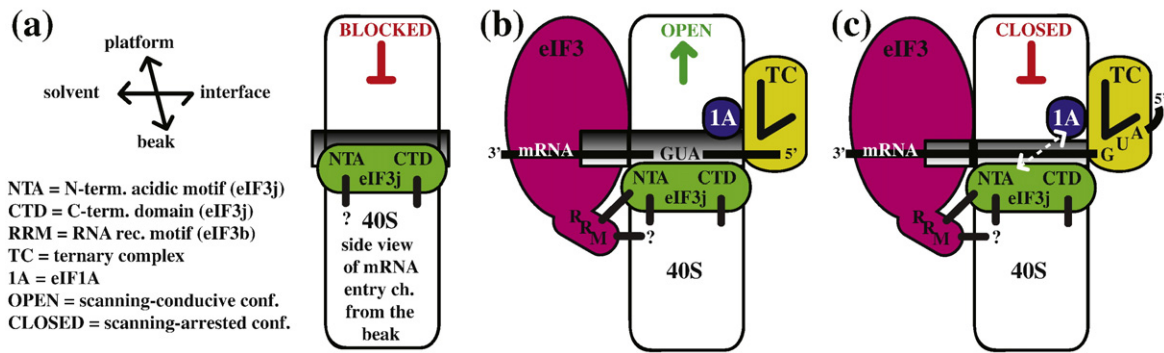 (a)
platform
solvent
interface
beak
NTA = N-term. acidic motif (eIF3j)
CTD = C-term. domain (eIF3j)
RRM = RNA rec. motif (eIF3b)
TC = ternary complex
1A = eIF1A
OPEN = scanning-conducive conf.
CLOSED = scanning-arrested conf.
BLOCKED
NTA CTD
eIF3j
?
40S
side view
of mRNA
entry ch.
from the
beak
(b)
eIF3
OPEN
TC
1A
3' mRNA GUA 5'
NTA CTD
eIF3j
RRM
?
40S
(c)
eIF3
CLOSED
TC
1A
5'
3' mRNA GUA
NTA CTD
eIF3j
RRM
?
40S